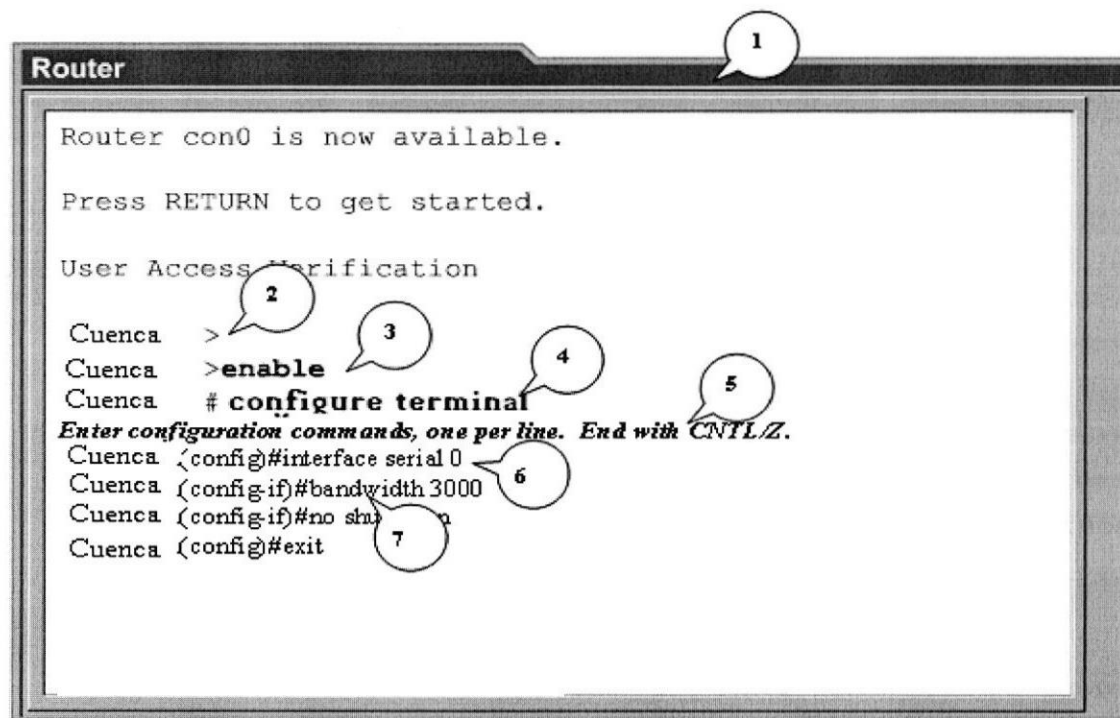 1
Router
Router con0 is now available.
Press RETURN to get started.
User Access Verification
2
Cuenca >
3
Cuenca >enable
4
Cuenca # configure terminal
5
Enter configuration commands, one per line. End with CNTL/Z.
Cuenca (config)#interface serial 0
6
Cuenca (config-if)#bandwidth 3000
Cuenca (config-if)#no
7
Cuenca (config)#exit